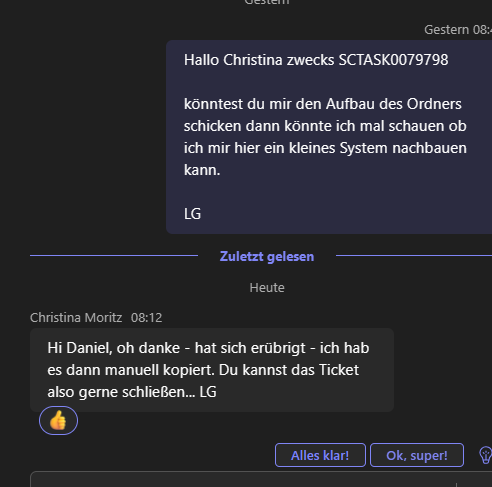 Gestern
Gestern 08:4
Hallo Christina zwecks SCTASK0079798
könntest du mir den Aufbau des Ordners
schicken dann könnte ich mal schauen ob
ich mir hier ein kleines System nachbauen
kann.
LG
Zuletzt gelesen
Heute
Christina Moritz 08:12
Hi Daniel, oh danke - hat sich erübrigt - ich hab
es dann manuell kopiert. Du kannst das Ticket
also gerne schließen... LG
Alles klar!
Ok, super!